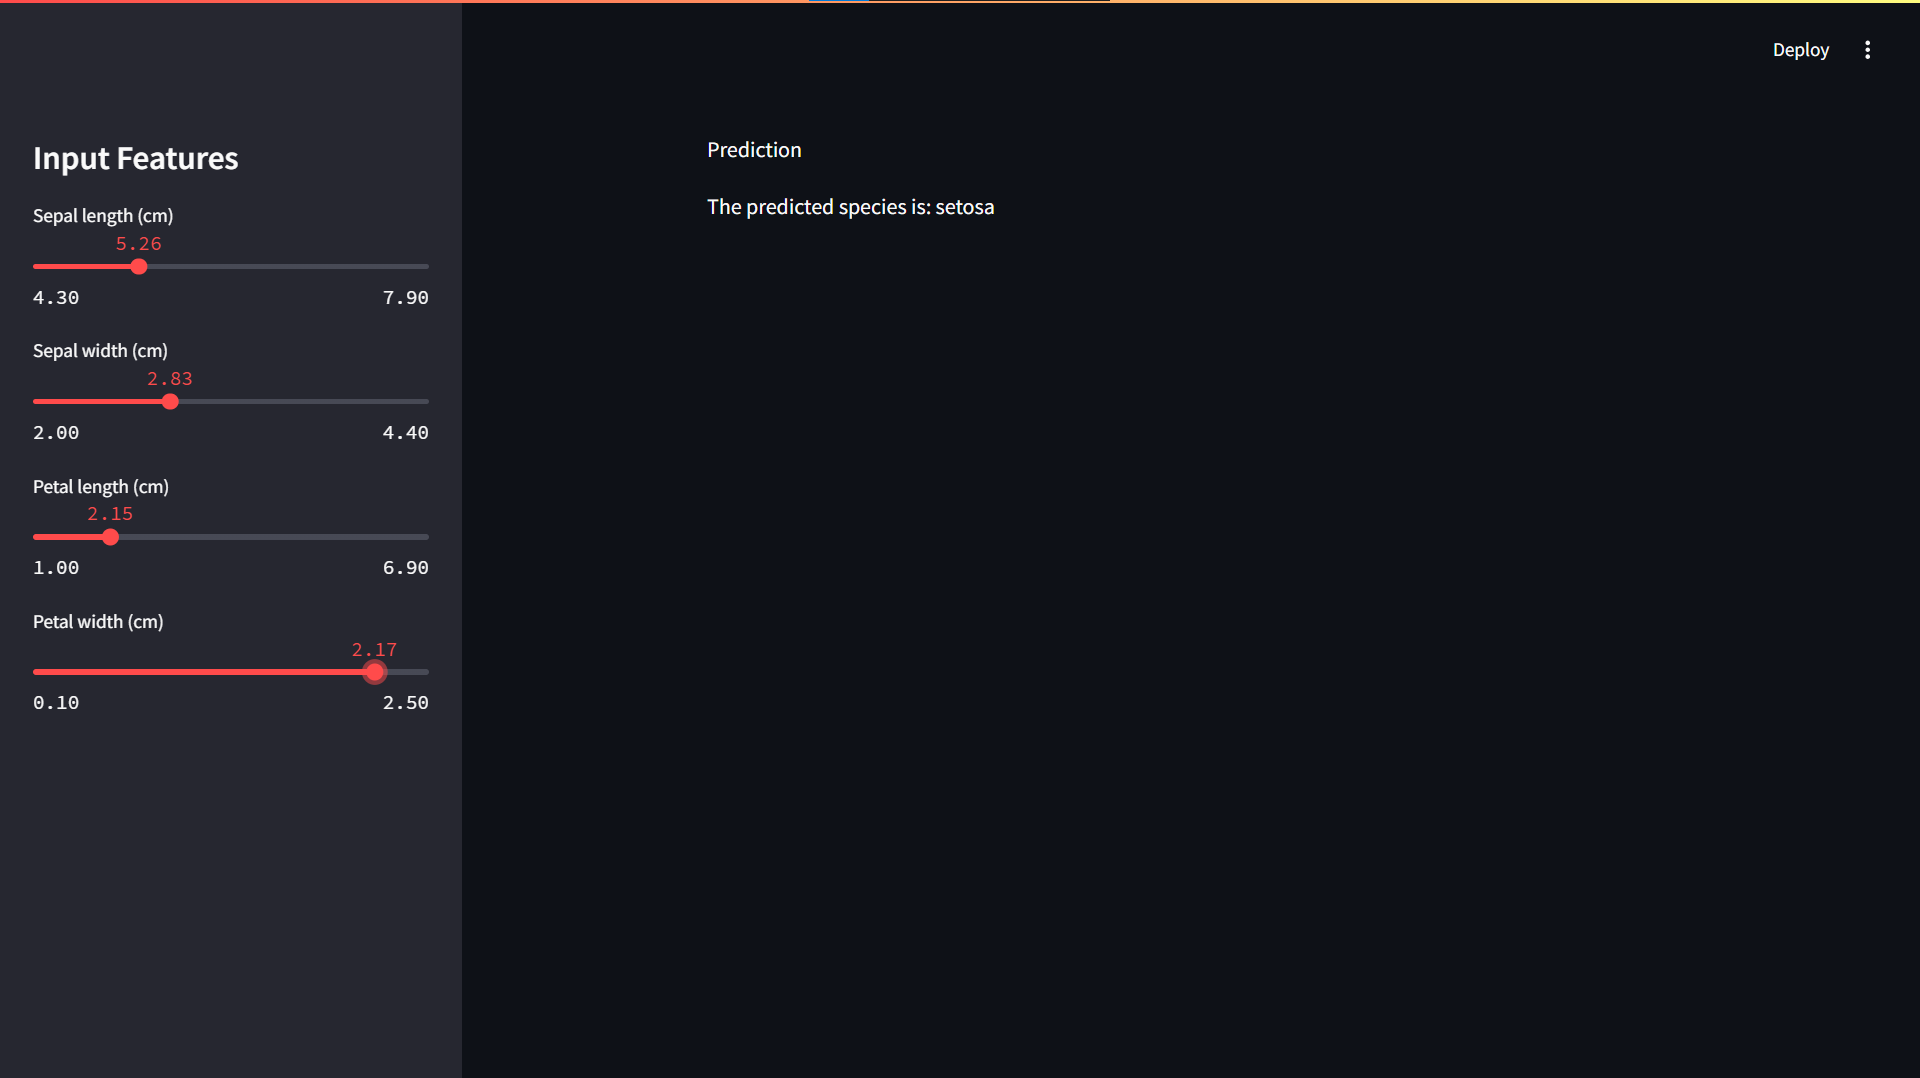 Deploy
Input Features
Sepal length (cm)
5.26
4.30 7.90
Sepal width (cm)
2.83
2.00 4.40
Petal length (cm)
2.15
1.00 6.90
Petal width (cm)
2.17
0.10 2.50
Prediction
The predicted species is: setosa